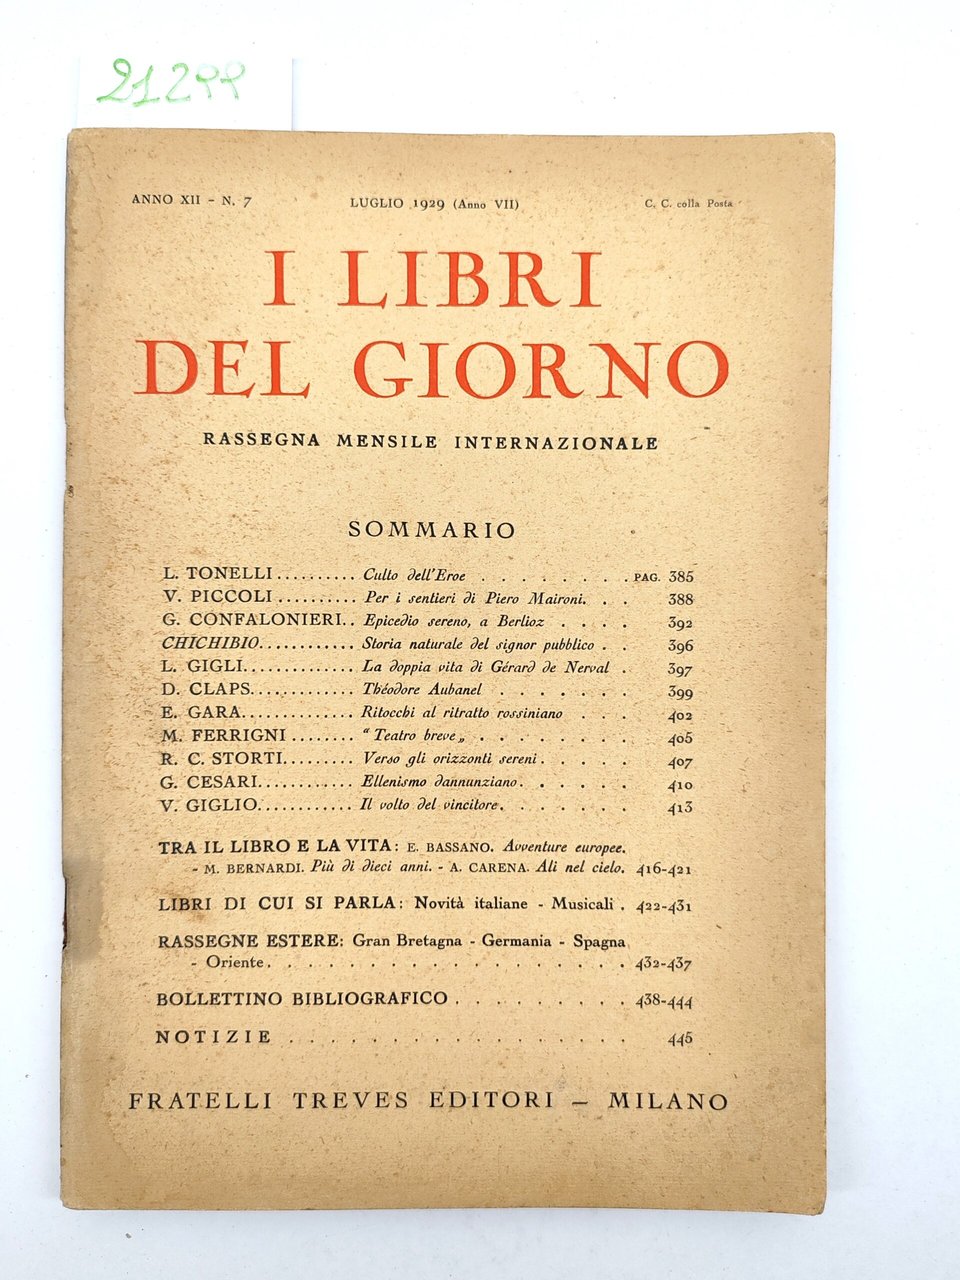 21299
ANNO XII - N. 7 LUGLIO 1929 (Anno VII) C. C. colla Posta
I LIBRI
DEL GIORNO
RASSEGNA MENSILE INTERNAZIONALE
SOMMARIO
L. TONELLI .......... Culto dell'Eroe . . . . . . . . PAG. 385
V. PICCOLI .......... Per i sentieri di Piero Maironi. . . 388
G. CONFALONIERI.. Epicedio sereno, a Berlioz . . . . 392
CHICHIBIO............ Storia naturale del signor pubblico . . 396
L. GIGLI.............. La doppia vita di Gérard de Nerval . 397
D. CLAPS............. Théodore Aubanel . . . . . . . 399
E. GARA.............. Ritocchi al ritratto rossiniano . . . 402
M. FERRIGNI ........ “ Teatro breve „ . . . . . . . . 405
R. C. STORTI......... Verso gli orizzonti sereni . . . . . 407
G. CESARI............ Ellenismo dannunziano. . . . . . 410
V. GIGLIO............ Il volto del vincitore. . . . . . . 413
TRA IL LIBRO E LA VITA: E. BASSANO. Avventure europee.
- M. BERNARDI. Più di dieci anni. - A. CARENA. Ali nel cielo. 416-421
LIBRI DI CUI SI PARLA: Novità italiane - Musicali . 422-431
RASSEGNE ESTERE: Gran Bretagna - Germania - Spagna
- Oriente. . . . . . . . . . . . . . . . . . 432-437
BOLLETTINO BIBLIOGRAFICO . . . . . . . . . 438-444
NOTIZIE . . . . . . . . . . . . . . . . . 445
FRATELLI TREVES EDITORI — MILANO